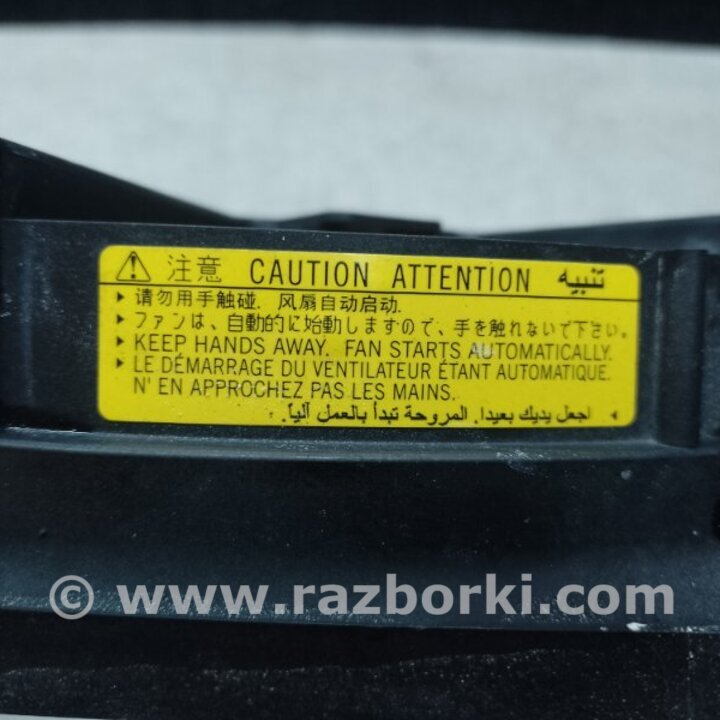 注意 CAUTION ATTENTION تنبيه
▸ 请勿用手触碰. 风扇自动启动.
▸ ファンは、自動的に始動しますので、手を触れないで下さい。
▸ KEEP HANDS AWAY. FAN STARTS AUTOMATICALLY.
▸ LE DÉMARRAGE DU VENTILATEUR ÉTANT AUTOMATIQUE.
N' EN APPROCHEZ PAS LES MAINS.
◂ اجعل يديك بعيدا. المروحة تبدأ بالعمل آلياً.
© www.razborki.com